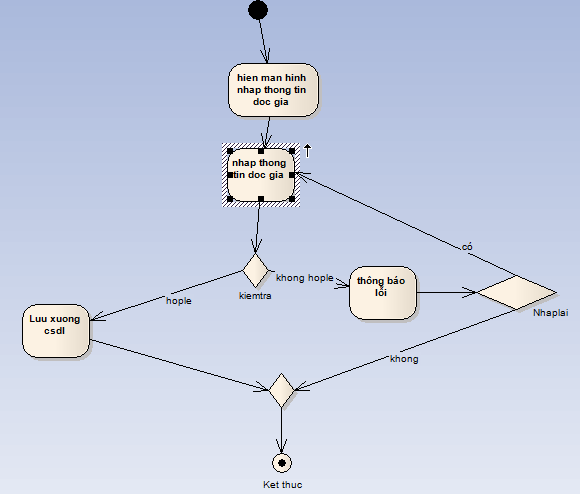 hien man hinh
nhap thong tin
doc gia
nhap thong
tin doc gia
có
khong hople
kiemtra
hople
thông báo
lỗi
Nhaplai
Luu xuong
csdl
khong
Ket thuc